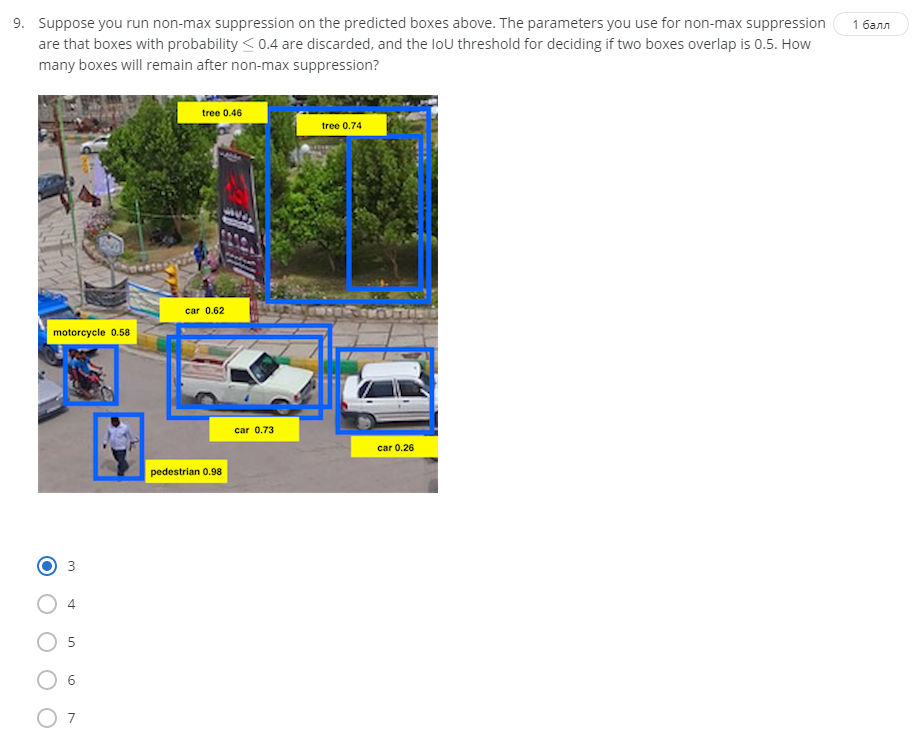 9. Suppose you run non-max suppression on the predicted boxes above. The parameters you use for non-max suppression
1 балл
are that boxes with probability ≤ 0.4 are discarded, and the IoU threshold for deciding if two boxes overlap is 0.5. How
many boxes will remain after non-max suppression?
tree 0.46
tree 0.74
car 0.62
motorcycle 0.58
car 0.73
car 0.26
pedestrian 0.98
3
4
5
6
7